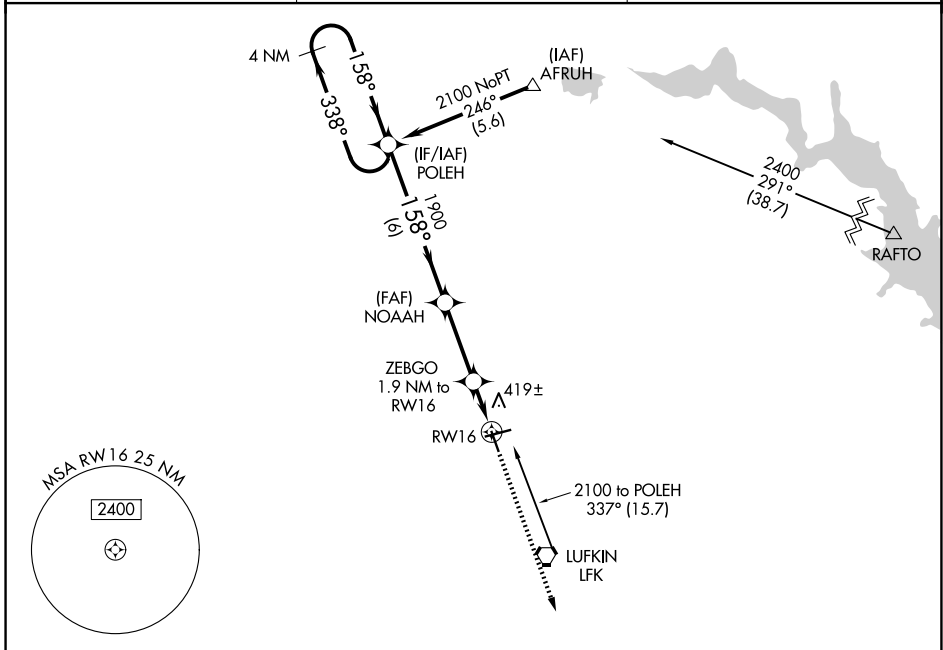 4 NM
158°
338°
(IAF)
AFRUH
2100 NoPT
246°
(5.6)
(IF/IAF)
POLEH
1900
158°
(6)
2400
291°
(38.7)
RAFTO
(FAF)
NOAAH
ZEBGO
1.9 NM to
RW16
419±
RW16
MSA RW16 25 NM
2400
2100 to POLEH
337° (15.7)
LUFKIN
LFK